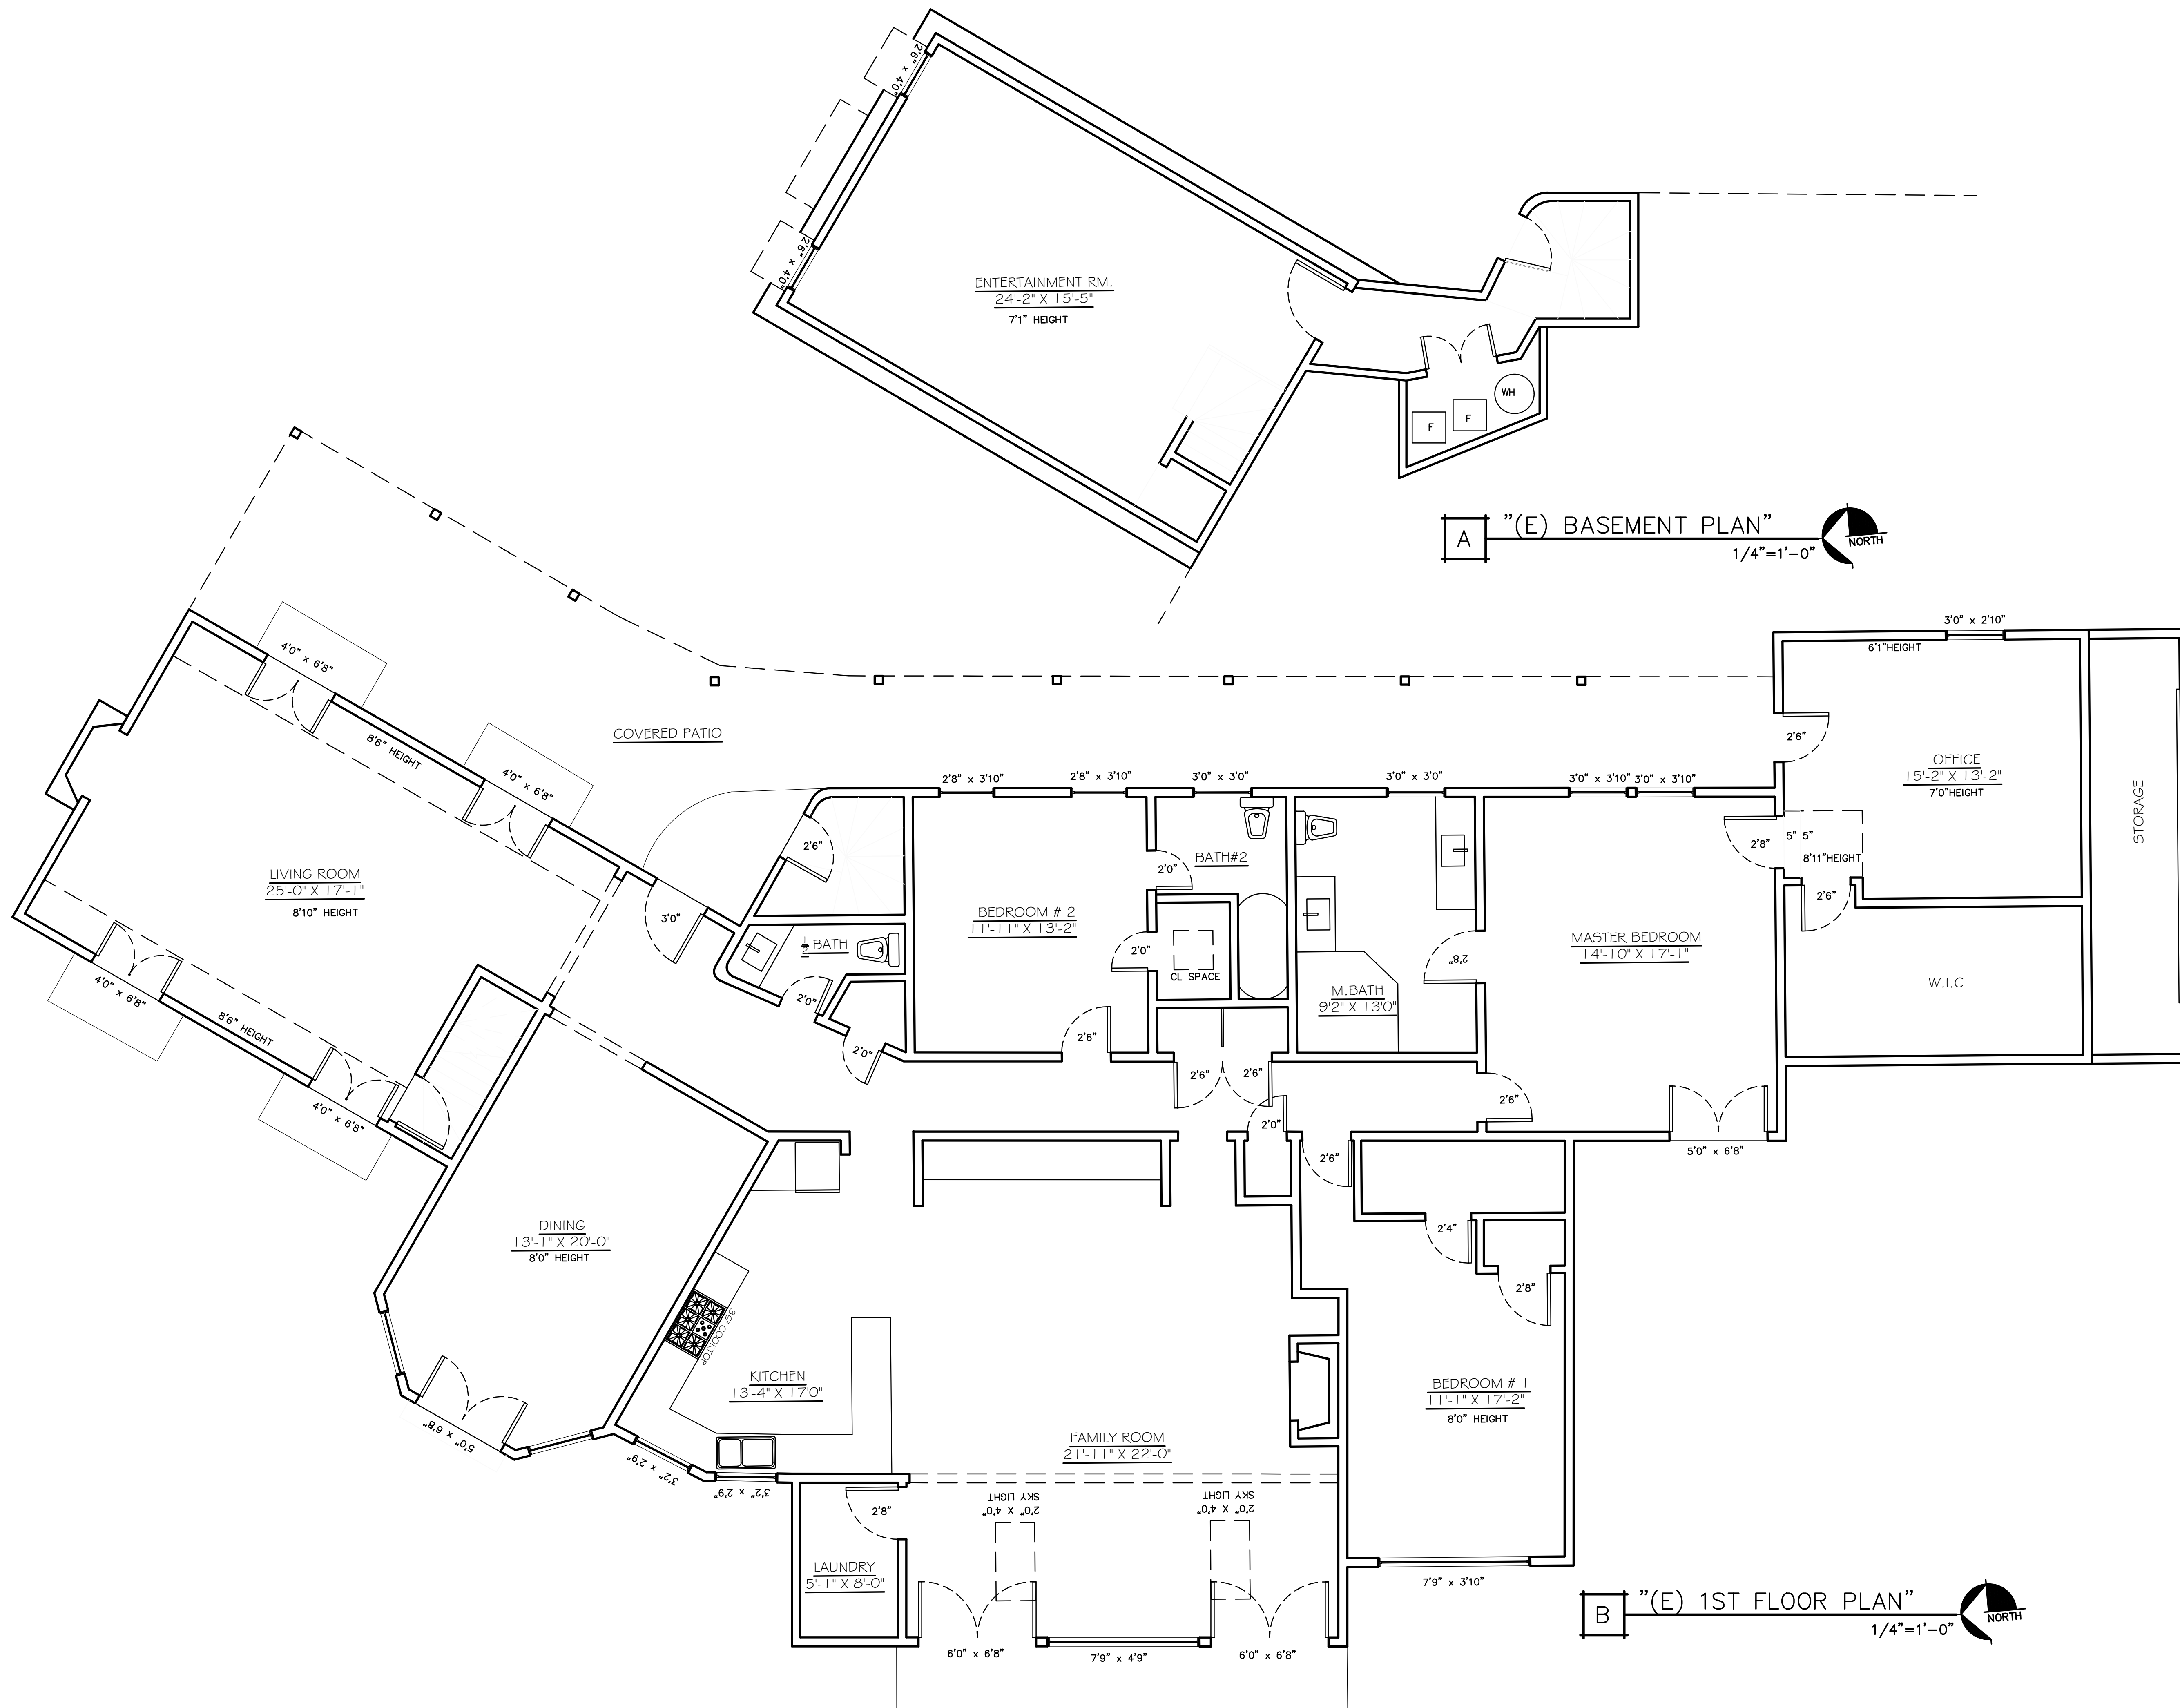 2'6" x 4'0"
2'6" x 4'0"
ENTERTAINMENT RM.
24'-2" X 15'-5"
7'1" HEIGHT
WH
F
F
A
"(E) BASEMENT PLAN"
1/4"=1'-0"
NORTH
3'0" x 2'10"
6'1"HEIGHT
4'0" x 6'8"
8'6" HEIGHT
4'0" x 6'8"
COVERED PATIO
2'8" x 3'10"
2'8" x 3'10"
3'0" x 3'0"
3'0" x 3'0"
3'0" x 3'10"
3'0" x 3'10"
2'6"
OFFICE
15'-2" X 13'-2"
7'0"HEIGHT
STORAGE
2'6"
2'8"
5" 5"
8'11"HEIGHT
2'6"
BATH#2
2'0"
LIVING ROOM
25'-0" X 17'-1"
8'10" HEIGHT
3'0"
BEDROOM # 2
11'-11" X 13'-2"
BATH
2'0"
2'0"
CL SPACE
MASTER BEDROOM
14'-10" X 17'-1"
2'8"
M.BATH
9'2" X 13'0"
W.I.C
4'0" x 6'8"
8'6" HEIGHT
4'0" x 6'8"
2'0"
2'6"
2'6"
2'6"
2'6"
2'0"
2'6"
5'0" x 6'8"
DINING
13'-1" X 20'-0"
8'0" HEIGHT
2'4"
2'8"
36" COOKTOP
KITCHEN
13'-4" X 17'0"
BEDROOM # 1
11'-1" X 17'-2"
8'0" HEIGHT
5'0" x 6'8"
FAMILY ROOM
21'-11" X 22'-0"
3'2" x 2'9"
3'2" x 2'9"
2'8"
2'0" X 4'0"
SKY LIGHT
2'0" X 4'0"
SKY LIGHT
LAUNDRY
5'-1" X 8'-0"
7'9" x 3'10"
6'0" x 6'8"
7'9" x 4'9"
6'0" x 6'8"
B
"(E) 1ST FLOOR PLAN"
1/4"=1'-0"
NORTH